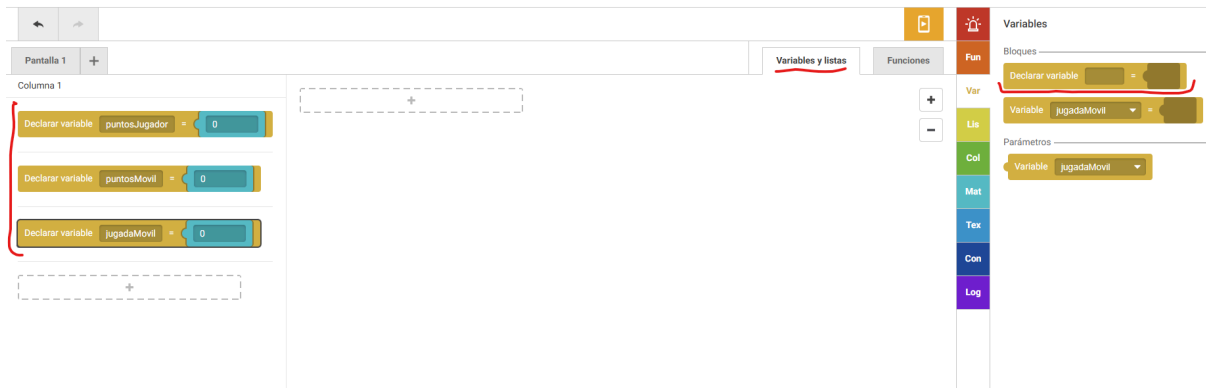 Pantalla 1 +
Variables y listas
Funciones
Columna 1
Declarar variable puntosJugador = 0
Declarar variable puntosMovil = 0
Declarar variable jugadaMovil = 0
+
+
+
−
Fun
Var
Lis
Col
Mat
Tex
Con
Log
Variables
Bloques
Declarar variable =
Variable jugadaMovil =
Parámetros
Variable jugadaMovil